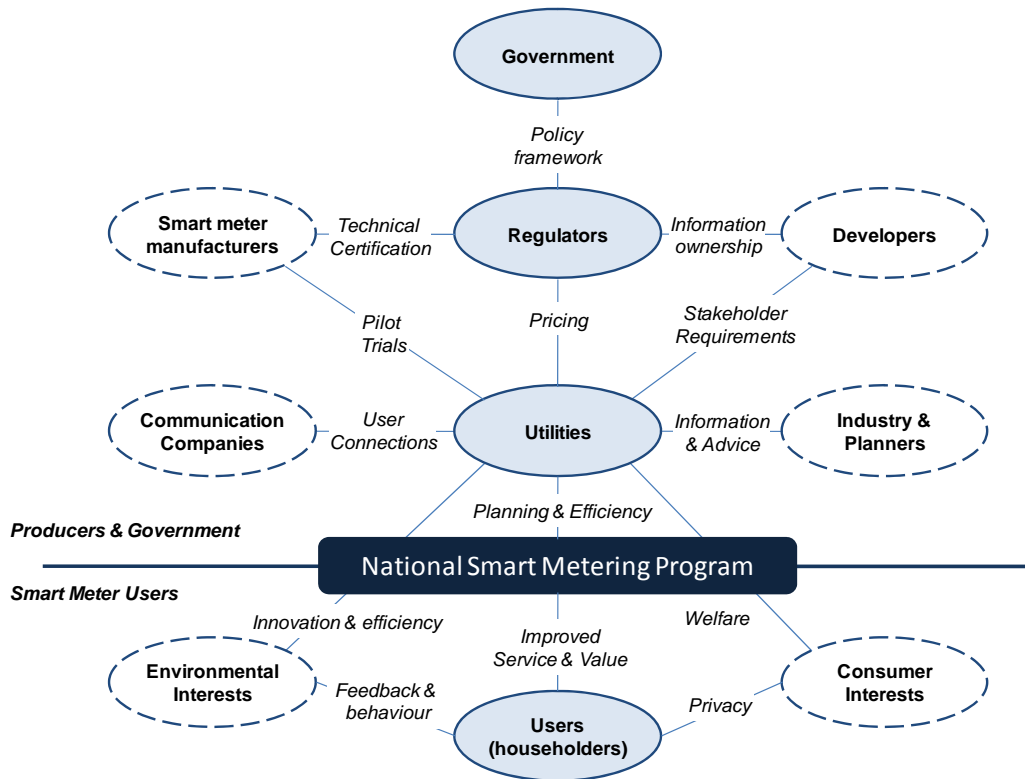 Government
Policy
framework
Smart meter
manufacturers
Technical
Certification
Regulators
Information
ownership
Developers
Pilot
Trials
Pricing
Stakeholder
Requirements
Communication
Companies
User
Connections
Utilities
Information
& Advice
Industry &
Planners
Planning & Efficiency
Producers & Government
National Smart Metering Program
Smart Meter Users
Innovation & efficiency
Improved
Service & Value
Welfare
Environmental
Interests
Feedback &
behaviour
Users
(householders)
Privacy
Consumer
Interests